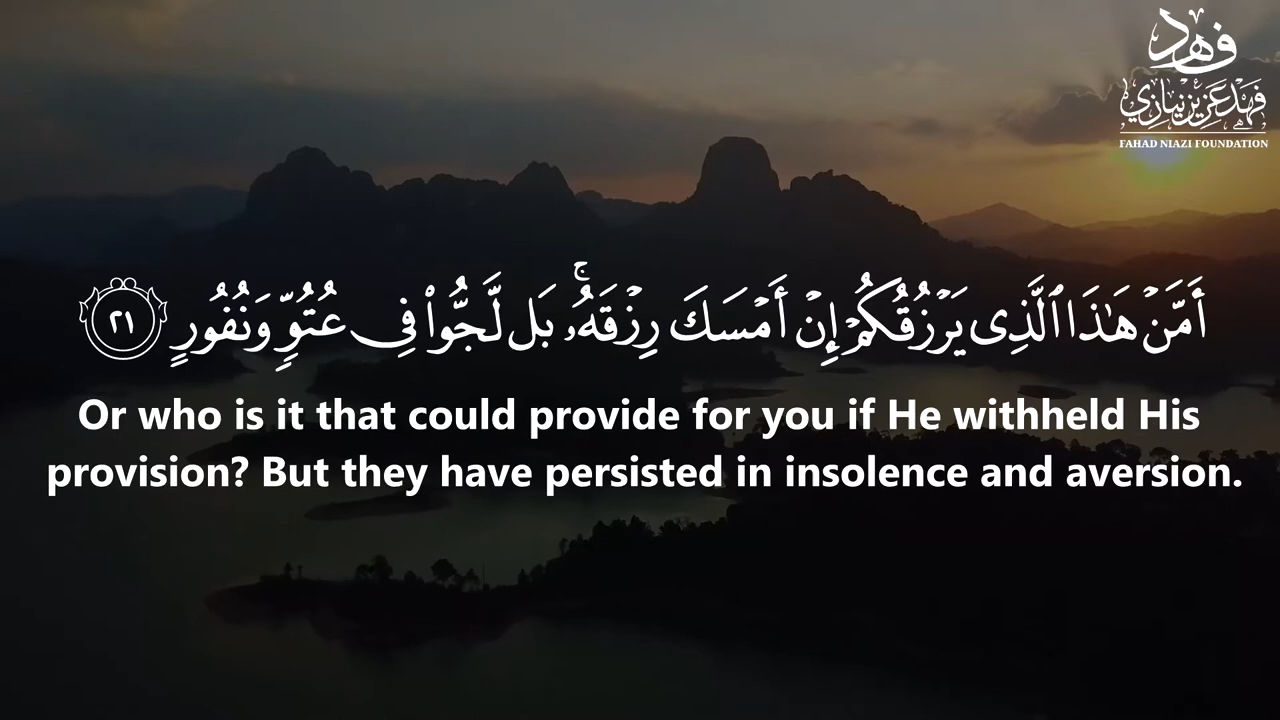 فهد
فهد عزيز نيازي
FAHAD NIAZI FOUNDATION
أَمَّنْ هَٰذَا ٱلَّذِى يَرْزُقُكُمْ إِنْ أَمْسَكَ رِزْقَهُۥ ۚ بَل لَّجُّوا۟ فِى عُتُوٍّ وَنُفُورٍ ٢١
Or who is it that could provide for you if He withheld His
provision? But they have persisted in insolence and aversion.